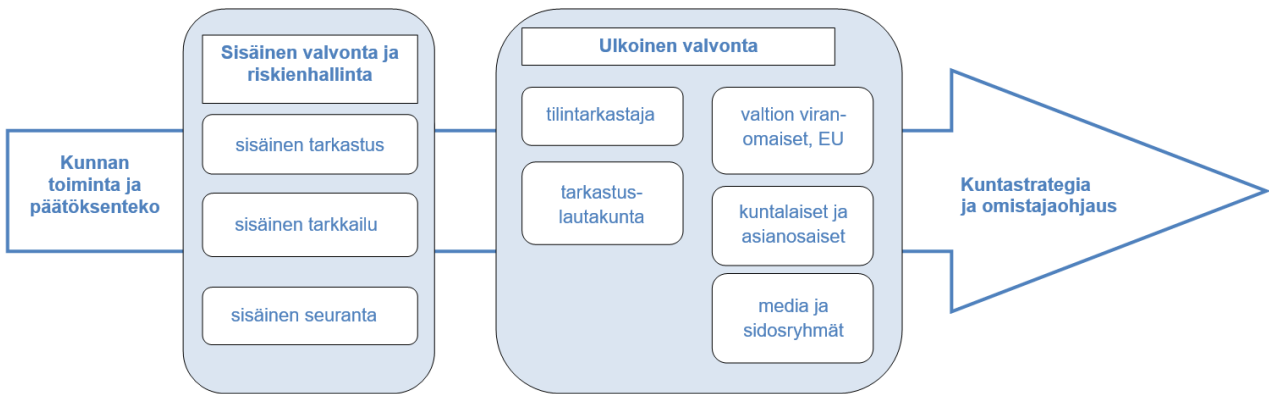 Kunnan
toiminta ja
päätöksenteko
Sisäinen valvonta ja
riskienhallinta
sisäinen tarkastus
sisäinen tarkkailu
sisäinen seuranta
Ulkoinen valvonta
tilintarkastaja
tarkastus-
lautakunta
valtion viran-
omaiset, EU
kuntalaiset ja
asianosaiset
media ja
sidosryhmät
Kuntastrategia
ja omistajaohjaus